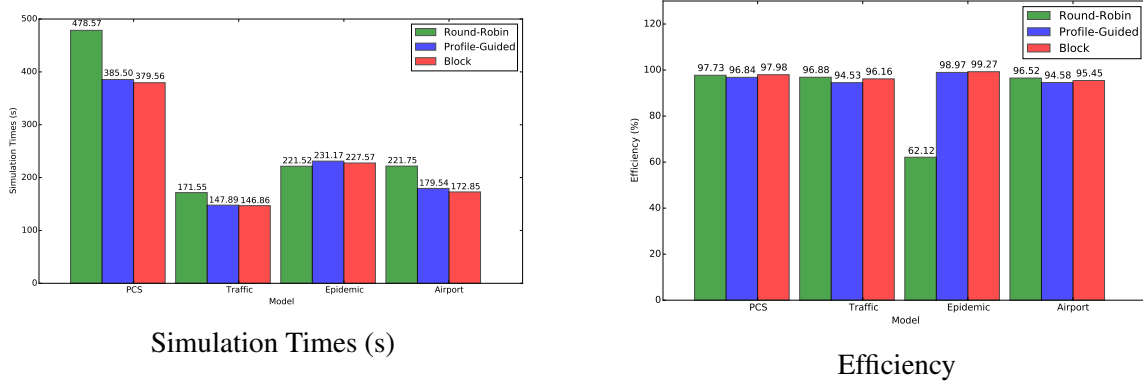 500
400
300
200
100
0
Simulation Times (s)
478.57
385.50
379.56
171.55
147.89
146.86
221.52
231.17
227.57
221.75
179.54
172.85
Round-Robin
Profile-Guided
Block
PCS
Traffic
Epidemic
Airport
Model
Simulation Times (s)
120
100
80
60
40
20
0
Efficiency (%)
97.73
96.84
97.98
96.88
94.53
96.16
62.12
98.97
99.27
96.52
94.58
95.45
Round-Robin
Profile-Guided
Block
PCS
Traffic
Epidemic
Airport
Model
Efficiency